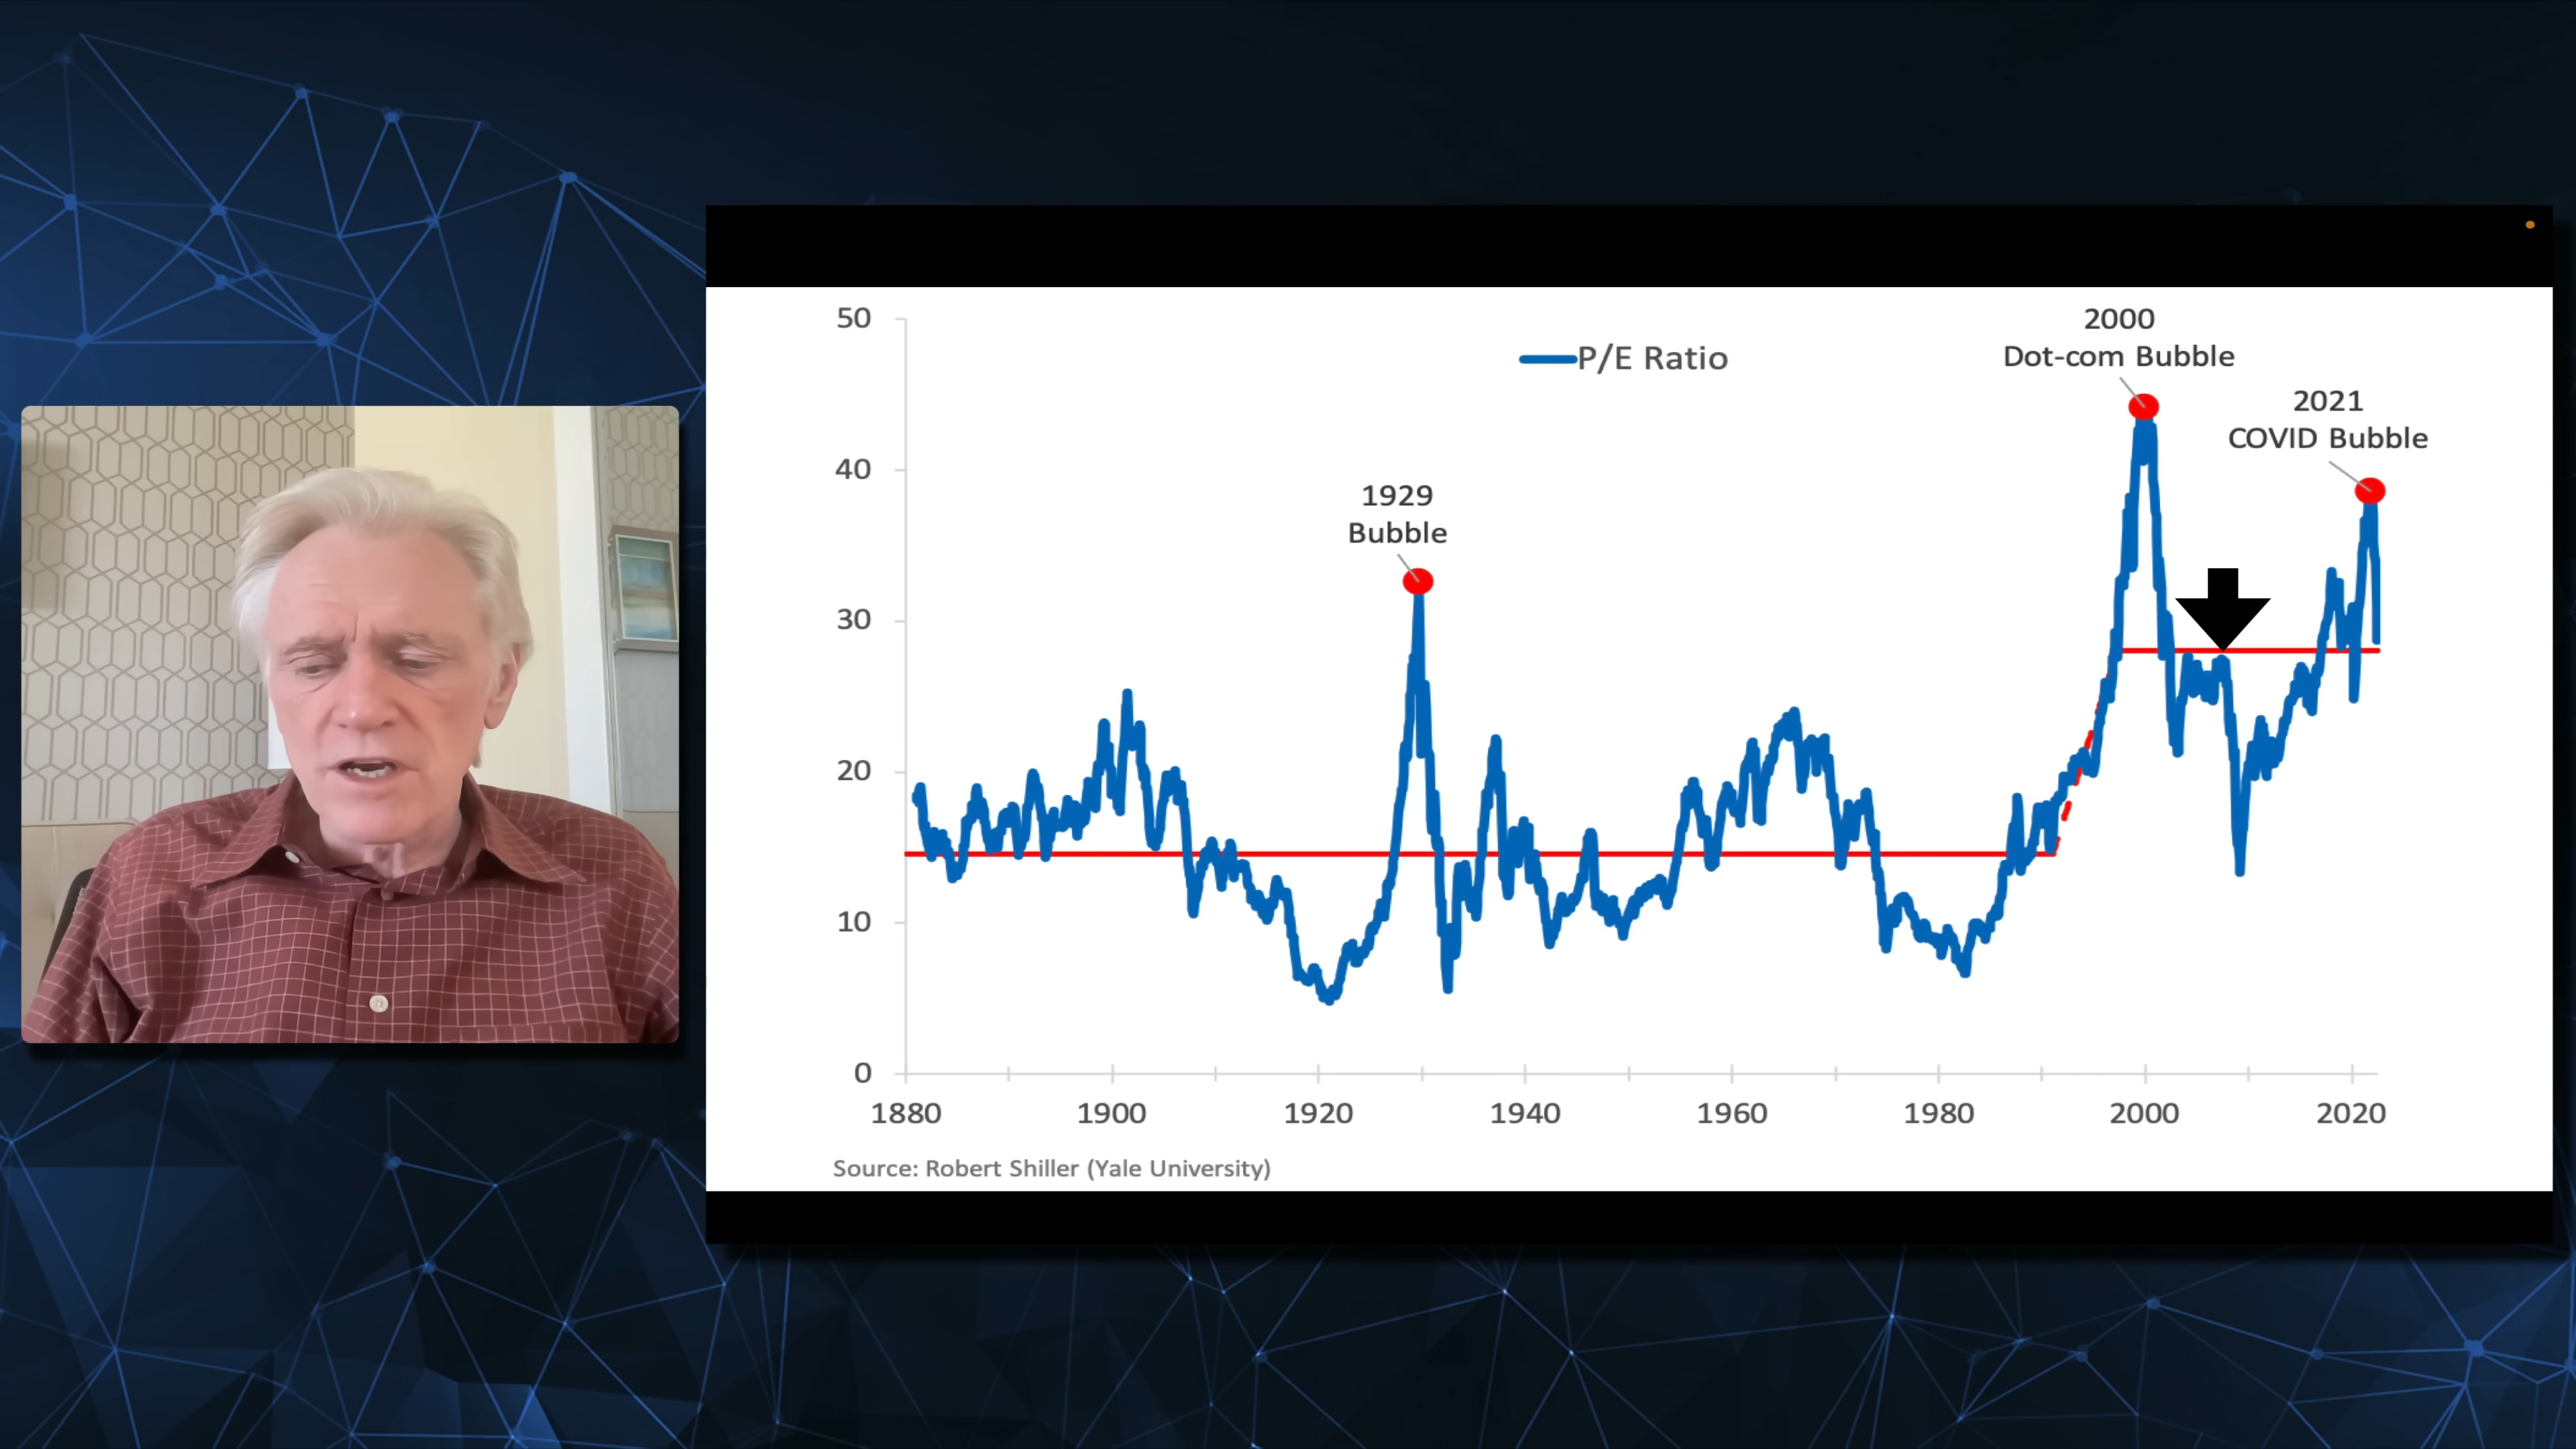 50
40
30
20
10
0
P/E Ratio
1929
Bubble
2000
Dot-com Bubble
2021
COVID Bubble
1880 1900 1920 1940 1960 1980 2000 2020
Source: Robert Shiller (Yale University)